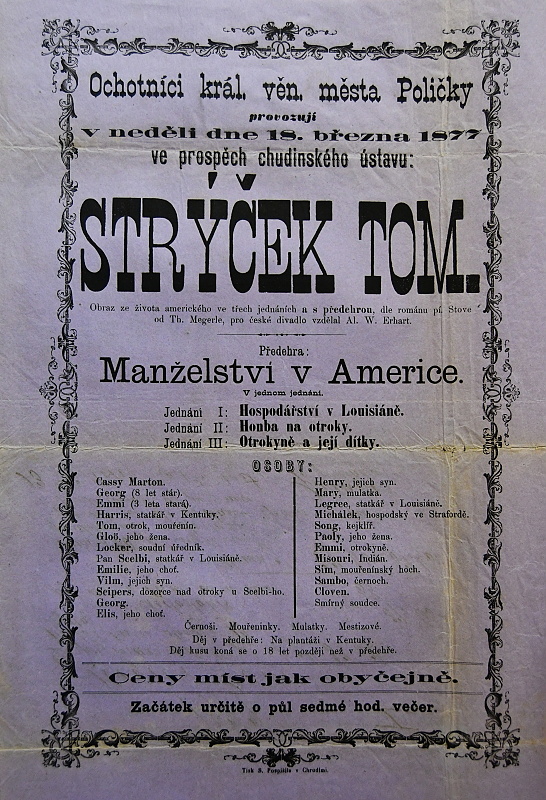 Ochotníci král. věn. města Poličky
provozují
v neděli dne 18. března 1877
ve prospěch chudinského ústavu:
STRÝČEK TOM.
Obraz ze života amerického ve třech jednáních a s předehrou, dle románu pí. Stove
od Th. Megerle, pro české divadlo vzdělal Al. W. Erhart.
Předehra:
Manželství v Americe.
V jednom jednání.
Jednání I: Hospodářství v Louisiáně.
Jednání II: Honba na otroky.
Jednání III: Otrokyně a její dítky.
OSOBY:
Cassy Marton.
Georg (8 let stár).
Emmi (3 leta stará).
Harris, statkář v Kentuky.
Tom, otrok, mouřenín.
Gloö, jeho žena.
Locker, soudní úředník.
Pan Scelbi, statkář v Louisiáně.
Emilie, jeho choť.
Vilm, jejich syn.
Scipers, dozorce nad otroky u Scelbi-ho.
Georg.
Elis, jeho choť.
Henry, jejich syn.
Mary, mulatka.
Legree, statkář v Louisiáně.
Michálek, hospodský ve Strafordě.
Song, kejklíř.
Paoly, jeho žena.
Emmi, otrokyně.
Misouri, Indián.
Sim, mouřenínský hoch.
Sambo, černoch.
Cloven.
Smírný soudce.
Černoši. Mouřeninky. Mulatky. Mestizové.
Děj v předehře: Na plantáži v Kentuky.
Děj kusu koná se o 18 let později než v předehře.
Ceny míst jak obyčejně.
Začátek určitě o půl sedmé hod. večer.
Tisk S. Pospíšila v Chrudimi.